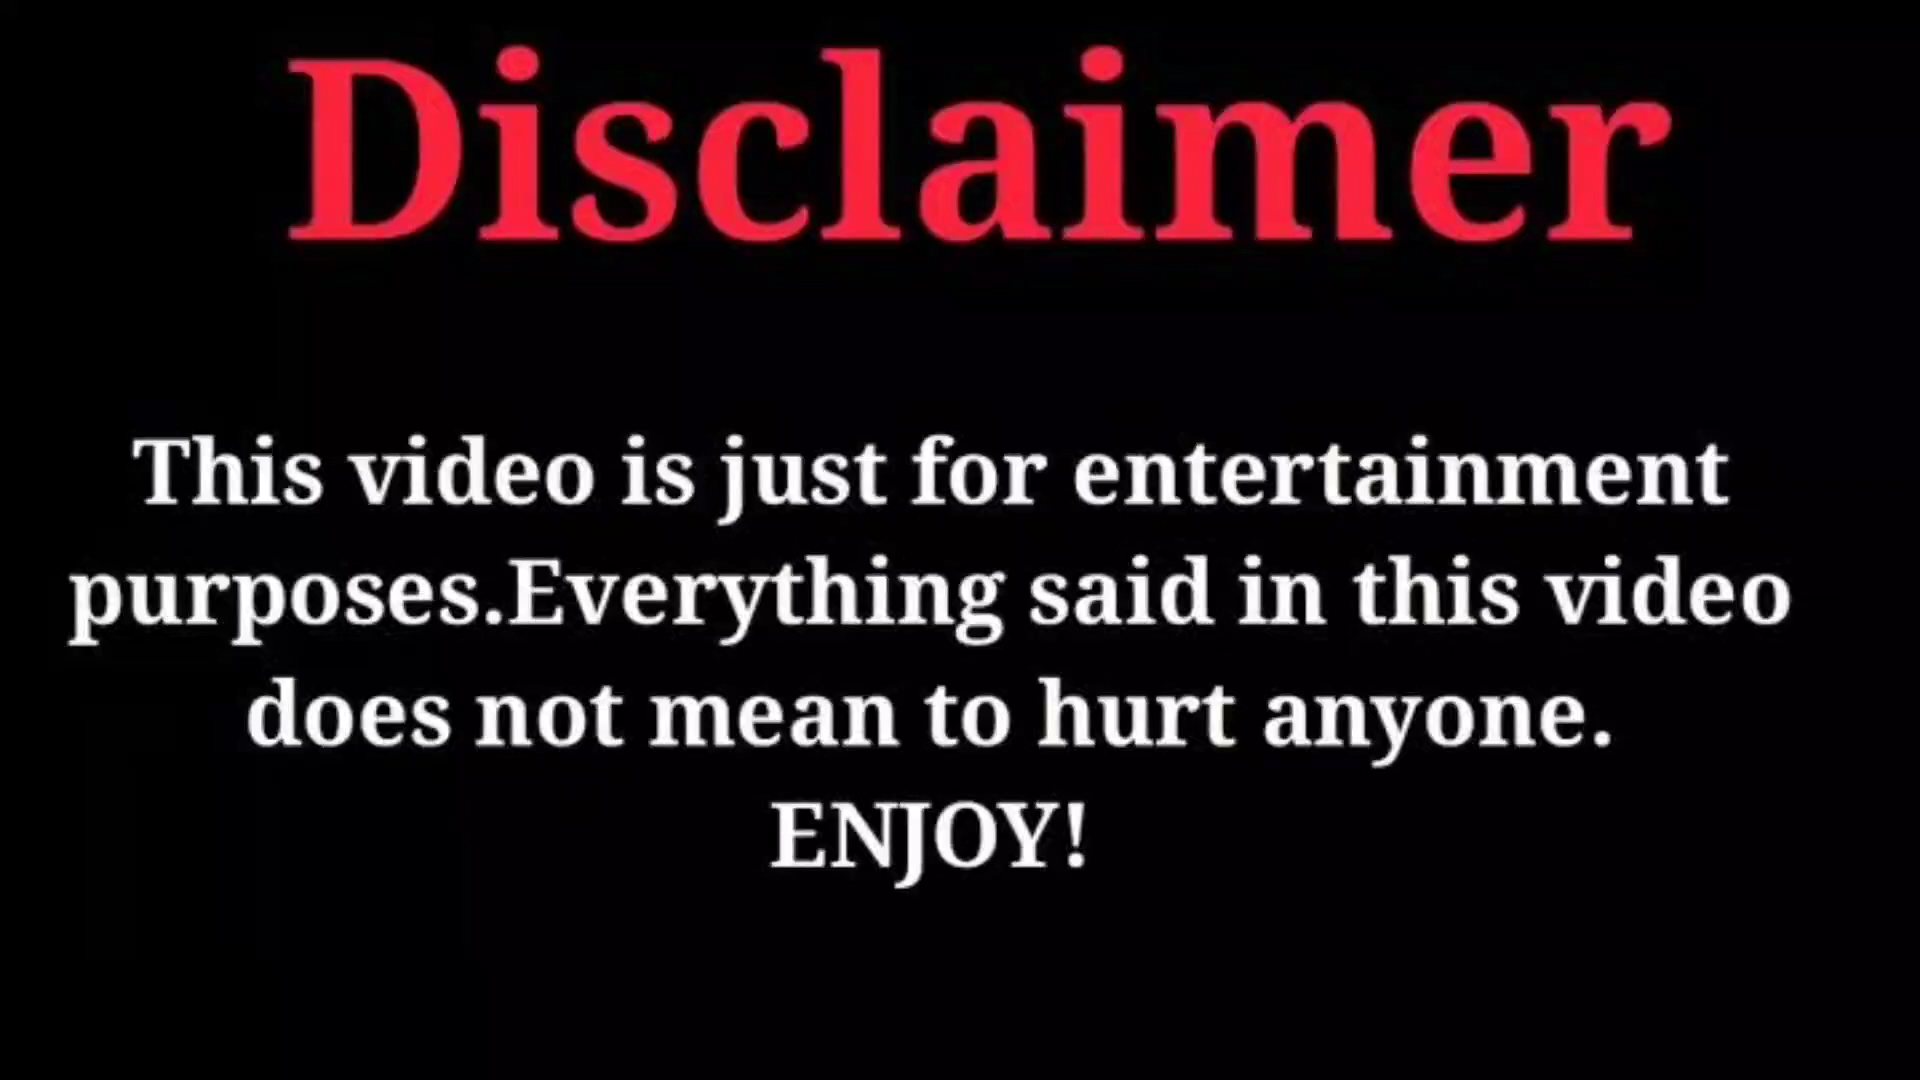 Disclaimer
This video is just for entertainment
purposes.Everything said in this video
does not mean to hurt anyone.
ENJOY!